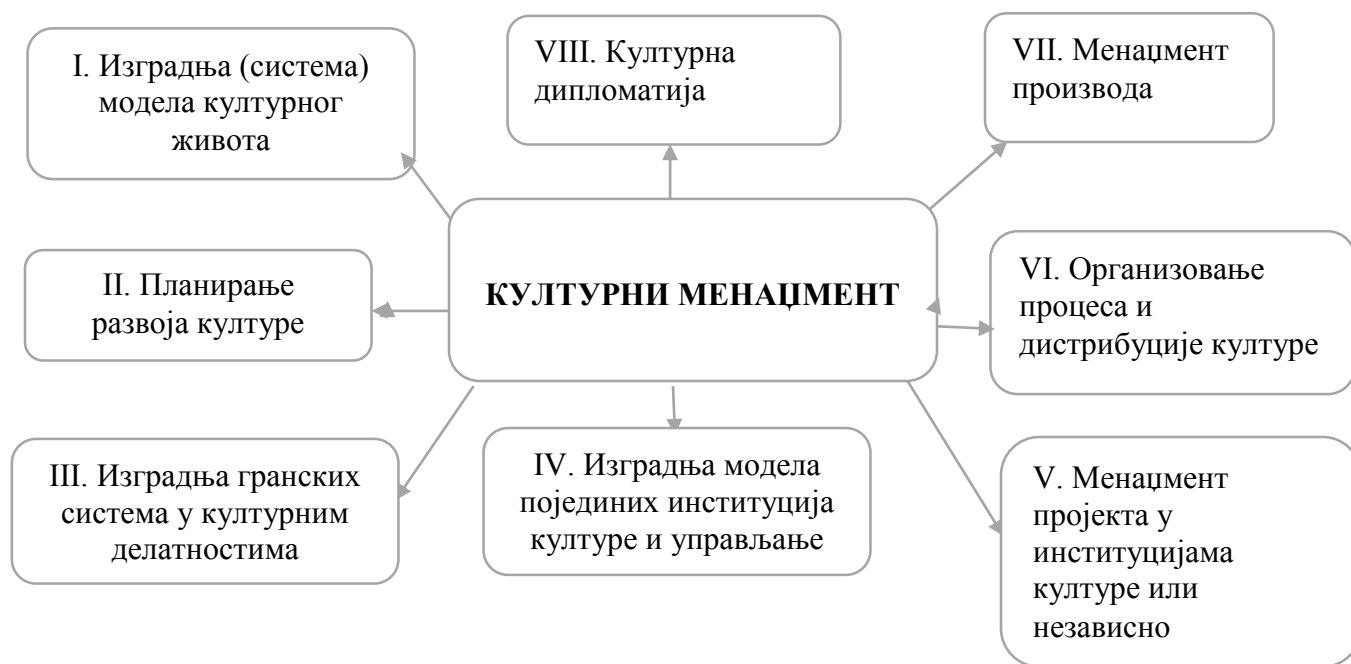 I. Изградња (система)
модела културног
живота
VIII. Културна
дипломатија
VII. Менаџмент
производа
II. Планирање
развоја културе
КУЛТУРНИ МЕНАЏМЕНТ
VI. Организовање
процеса и
дистрибуције културе
III. Изградња гранских
система у културним
делатностима
IV. Изградња модела
појединих институција
културе и управљање
V. Менаџмент
пројекта у
институцијама
културе или
независно